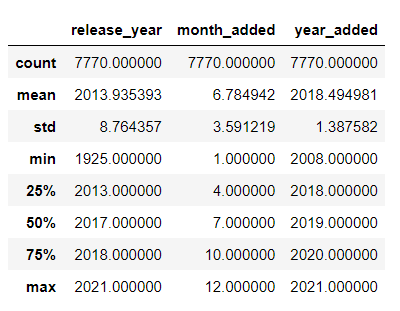 release_year month_added year_added
count 7770.000000 7770.000000 7770.000000
mean 2013.935393 6.784942 2018.494981
std 8.764357 3.591219 1.387582
min 1925.000000 1.000000 2008.000000
25% 2013.000000 4.000000 2018.000000
50% 2017.000000 7.000000 2019.000000
75% 2018.000000 10.000000 2020.000000
max 2021.000000 12.000000 2021.000000